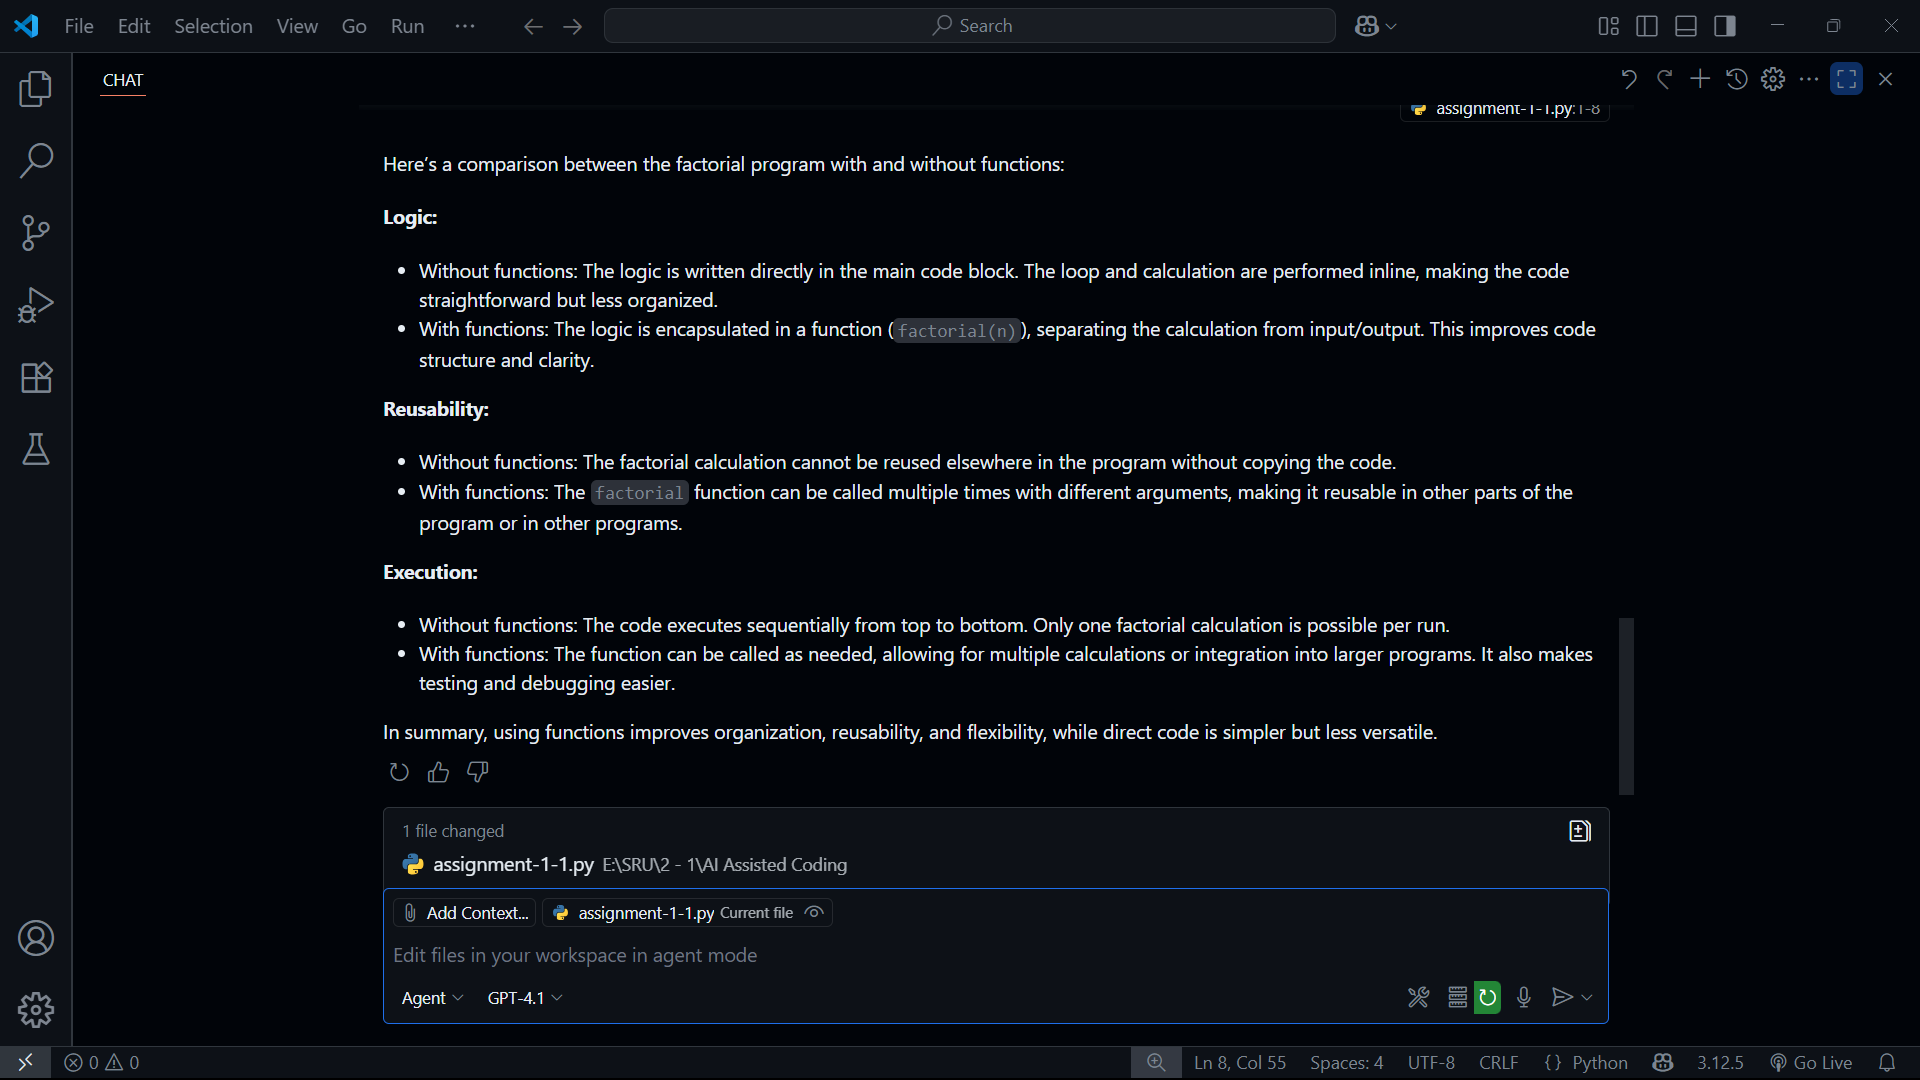 File Edit Selection View Go Run ··· Search
CHAT
assignment-1-1.py:1-8
Here's a comparison between the factorial program with and without functions:
Logic:
• Without functions: The logic is written directly in the main code block. The loop and calculation are performed inline, making the code
straightforward but less organized.
• With functions: The logic is encapsulated in a function (factorial(n)), separating the calculation from input/output. This improves code
structure and clarity.
Reusability:
• Without functions: The factorial calculation cannot be reused elsewhere in the program without copying the code.
• With functions: The factorial function can be called multiple times with different arguments, making it reusable in other parts of the
program or in other programs.
Execution:
• Without functions: The code executes sequentially from top to bottom. Only one factorial calculation is possible per run.
• With functions: The function can be called as needed, allowing for multiple calculations or integration into larger programs. It also makes
testing and debugging easier.
In summary, using functions improves organization, reusability, and flexibility, while direct code is simpler but less versatile.
1 file changed
assignment-1-1.py E:\SRU\2 - 1\AI Assisted Coding
Add Context... assignment-1-1.py Current file
Edit files in your workspace in agent mode
Agent GPT-4.1
0 0 Ln 8, Col 55 Spaces: 4 UTF-8 CRLF {} Python 3.12.5 Go Live